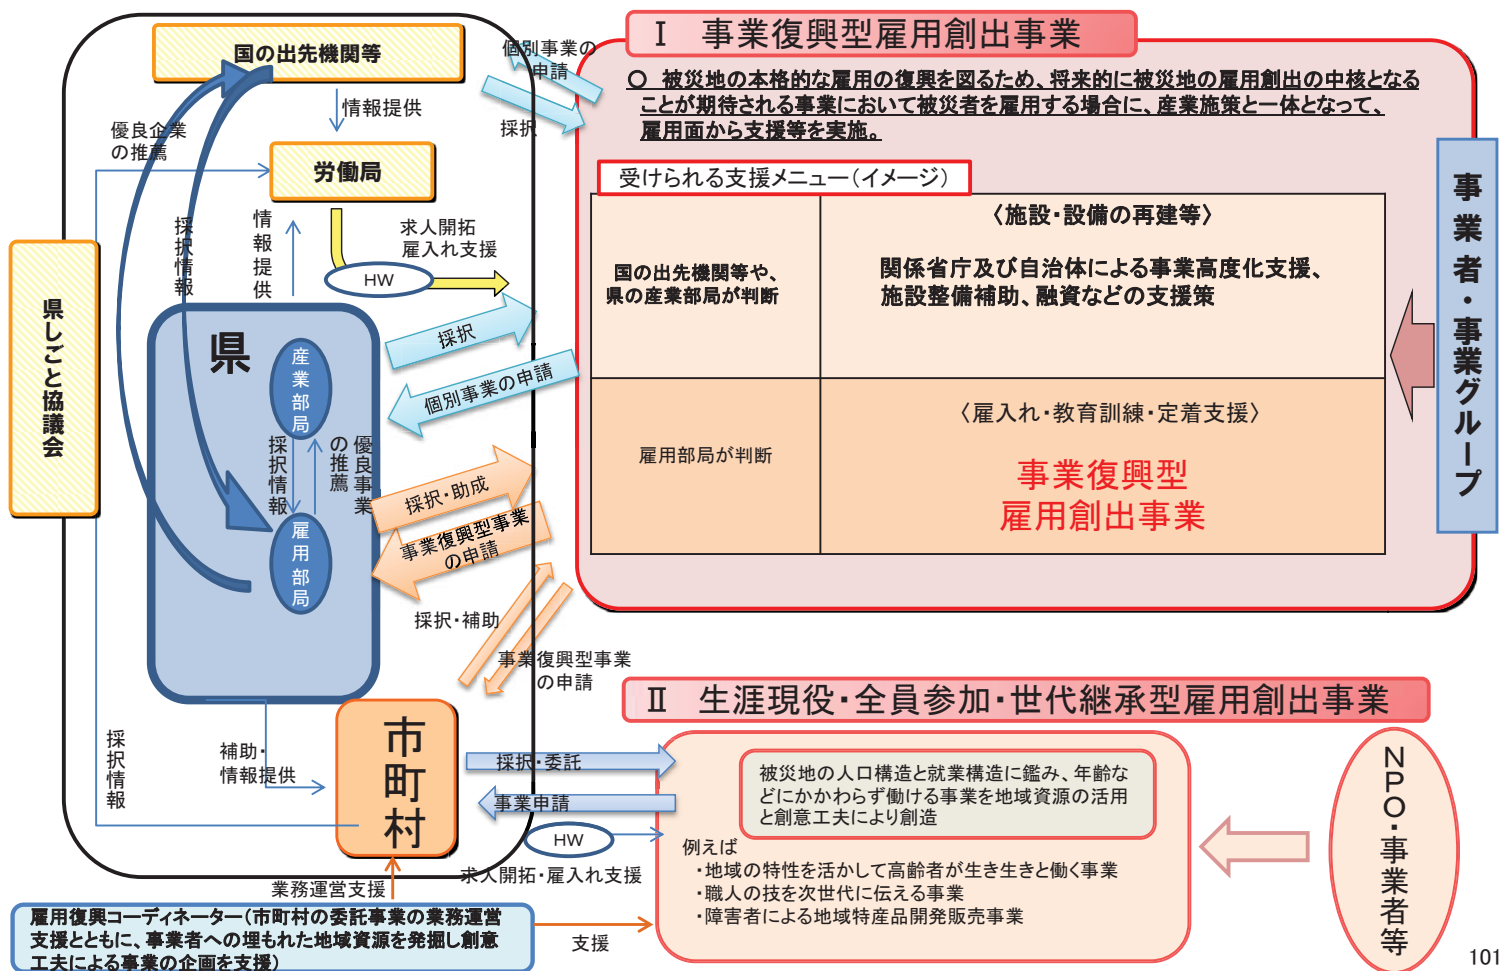 国の出先機関等
個別事業の
申請
採択
情報提供
優良企業
の推薦
労働局
採択情報
情報提供
求人開拓
雇入れ支援
HW
県しごと協議会
県
産業部局
採択情報
優良事業
の推薦
雇用部局
採択
個別事業の申請
採択・助成
事業復興型事業
の申請
採択・補助
事業復興型事業
の申請
採択情報
補助・
情報提供
市町村
採択・委託
事業申請
HW
求人開拓・雇入れ支援
業務運営支援
雇用復興コーディネーター(市町村の委託事業の業務運営
支援とともに、事業者への埋もれた地域資源を発掘し創意
工夫による事業の企画を支援)
支援
Ⅰ 事業復興型雇用創出事業
○ 被災地の本格的な雇用の復興を図るため、将来的に被災地の雇用創出の中核となる
ことが期待される事業において被災者を雇用する場合に、産業施策と一体となって、
雇用面から支援等を実施。
受けられる支援メニュー(イメージ)
国の出先機関等や、
県の産業部局が判断
〈施設・設備の再建等〉
関係省庁及び自治体による事業高度化支援、
施設整備補助、融資などの支援策
雇用部局が判断
〈雇入れ・教育訓練・定着支援〉
事業復興型
雇用創出事業
事業者・事業グループ
Ⅱ 生涯現役・全員参加・世代継承型雇用創出事業
被災地の人口構造と就業構造に鑑み、年齢な
どにかかわらず働ける事業を地域資源の活用
と創意工夫により創造
例えば
・地域の特性を活かして高齢者が生き生きと働く事業
・職人の技を次世代に伝える事業
・障害者による地域特産品開発販売事業
NPO・事業者等
101